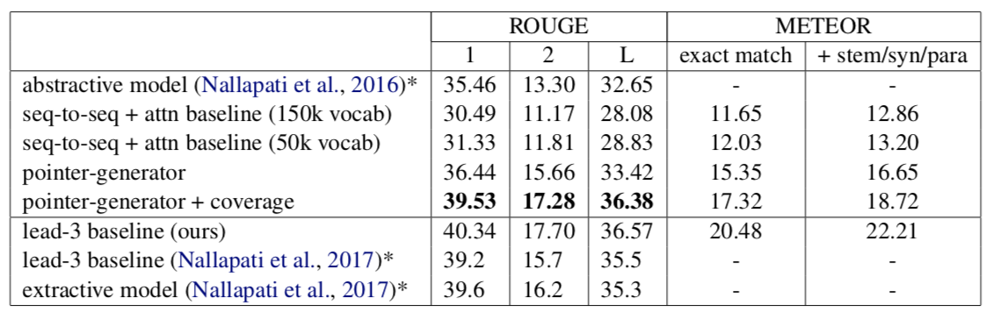 ROUGE METEOR
1 2 L exact match + stem/syn/para
abstractive model (Nallapati et al., 2016)* 35.46 13.30 32.65 - -
seq-to-seq + attn baseline (150k vocab) 30.49 11.17 28.08 11.65 12.86
seq-to-seq + attn baseline (50k vocab) 31.33 11.81 28.83 12.03 13.20
pointer-generator 36.44 15.66 33.42 15.35 16.65
pointer-generator + coverage 39.53 17.28 36.38 17.32 18.72
lead-3 baseline (ours) 40.34 17.70 36.57 20.48 22.21
lead-3 baseline (Nallapati et al., 2017)* 39.2 15.7 35.5 - -
extractive model (Nallapati et al., 2017)* 39.6 16.2 35.3 - -